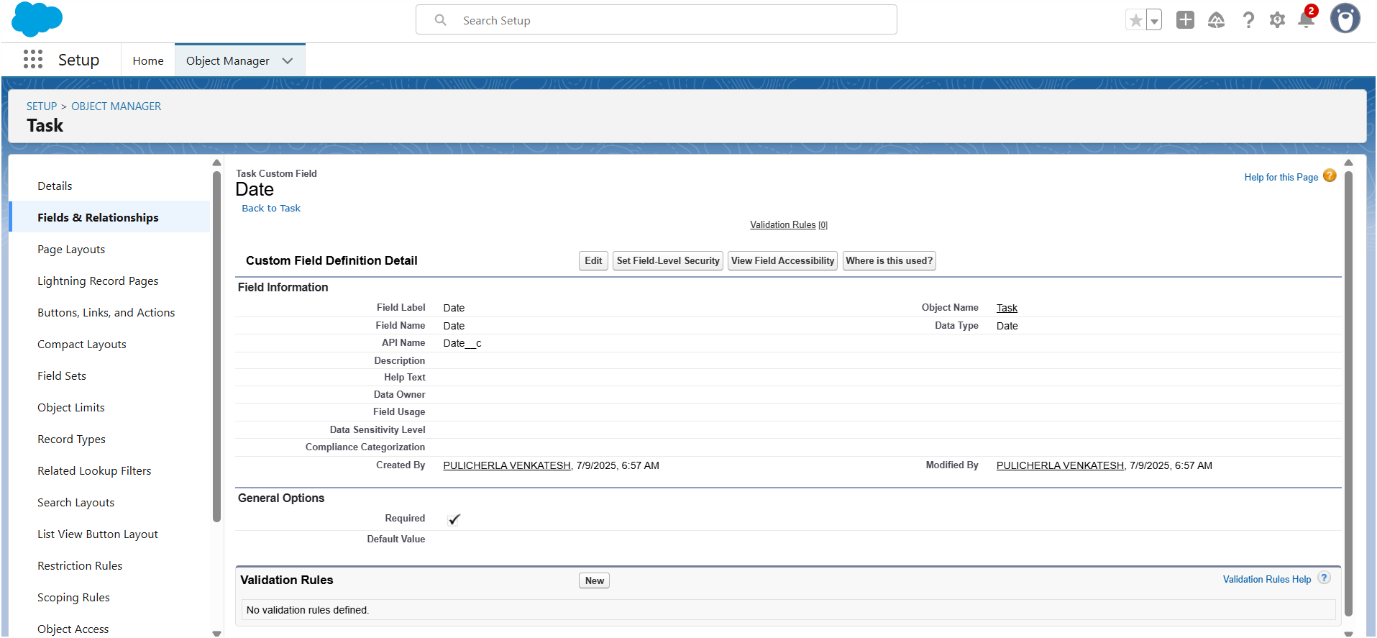 Search Setup
2
Setup
Home
Object Manager
SETUP > OBJECT MANAGER
Task
Details
Fields & Relationships
Page Layouts
Lightning Record Pages
Buttons, Links, and Actions
Compact Layouts
Field Sets
Object Limits
Record Types
Related Lookup Filters
Search Layouts
List View Button Layout
Restriction Rules
Scoping Rules
Object Access
Task Custom Field
Date
Back to Task
Help for this Page ?
Validation Rules [0]
Custom Field Definition Detail
Edit
Set Field-Level Security
View Field Accessibility
Where is this used?
Field Information
Field Label Date Object Name Task
Field Name Date Data Type Date
API Name Date__c
Description
Help Text
Data Owner
Field Usage
Data Sensitivity Level
Compliance Categorization
Created By PULICHERLA VENKATESH, 7/9/2025, 6:57 AM Modified By PULICHERLA VENKATESH, 7/9/2025, 6:57 AM
General Options
Required
Default Value
Validation Rules
New
Validation Rules Help ?
No validation rules defined.